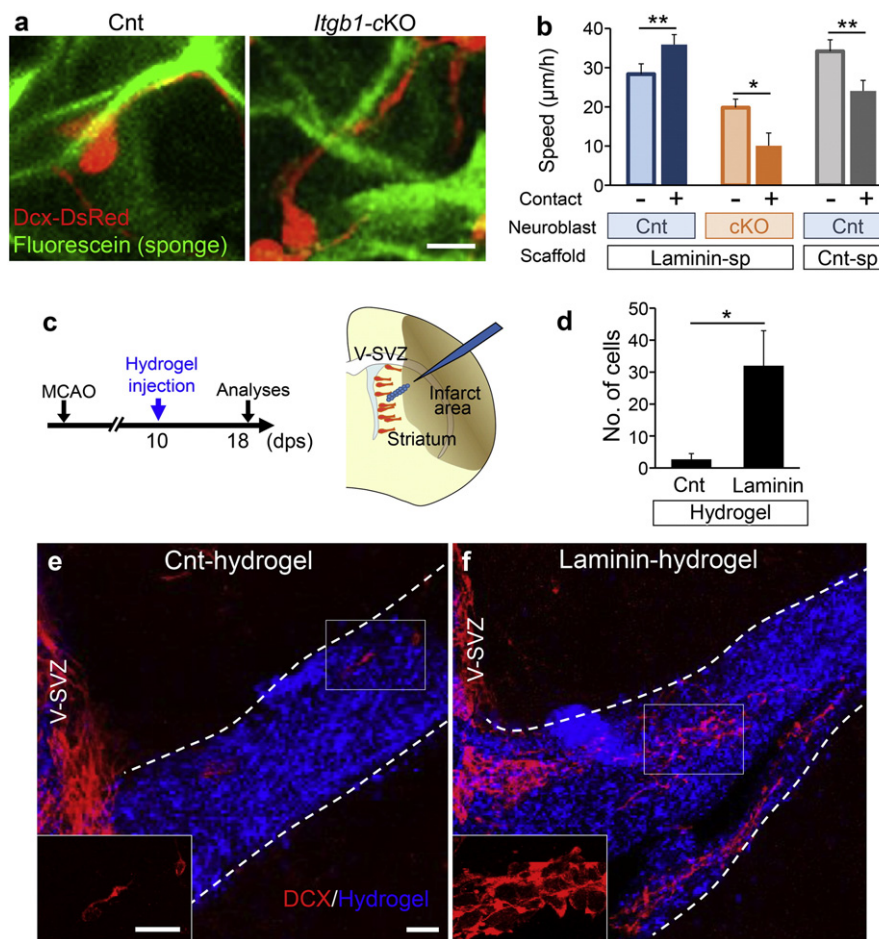 a
Cnt
Itgb1-cKO
Dcx-DsRed
Fluorescein (sponge)
b
Speed (µm/h)
40
30
20
10
0
** * **
Contact - + - + - +
Neuroblast Cnt cKO Cnt
Scaffold Laminin-sp Cnt-sp
c
Hydrogel
injection
MCAO
Analyses
10
18
(dps)
V-SVZ
Infarct
area
Striatum
d
No. of cells
50
40
30
20
10
0
*
Cnt Laminin
Hydrogel
e
Cnt-hydrogel
V-SVZ
DCX/Hydrogel
f
Laminin-hydrogel
V-SVZ